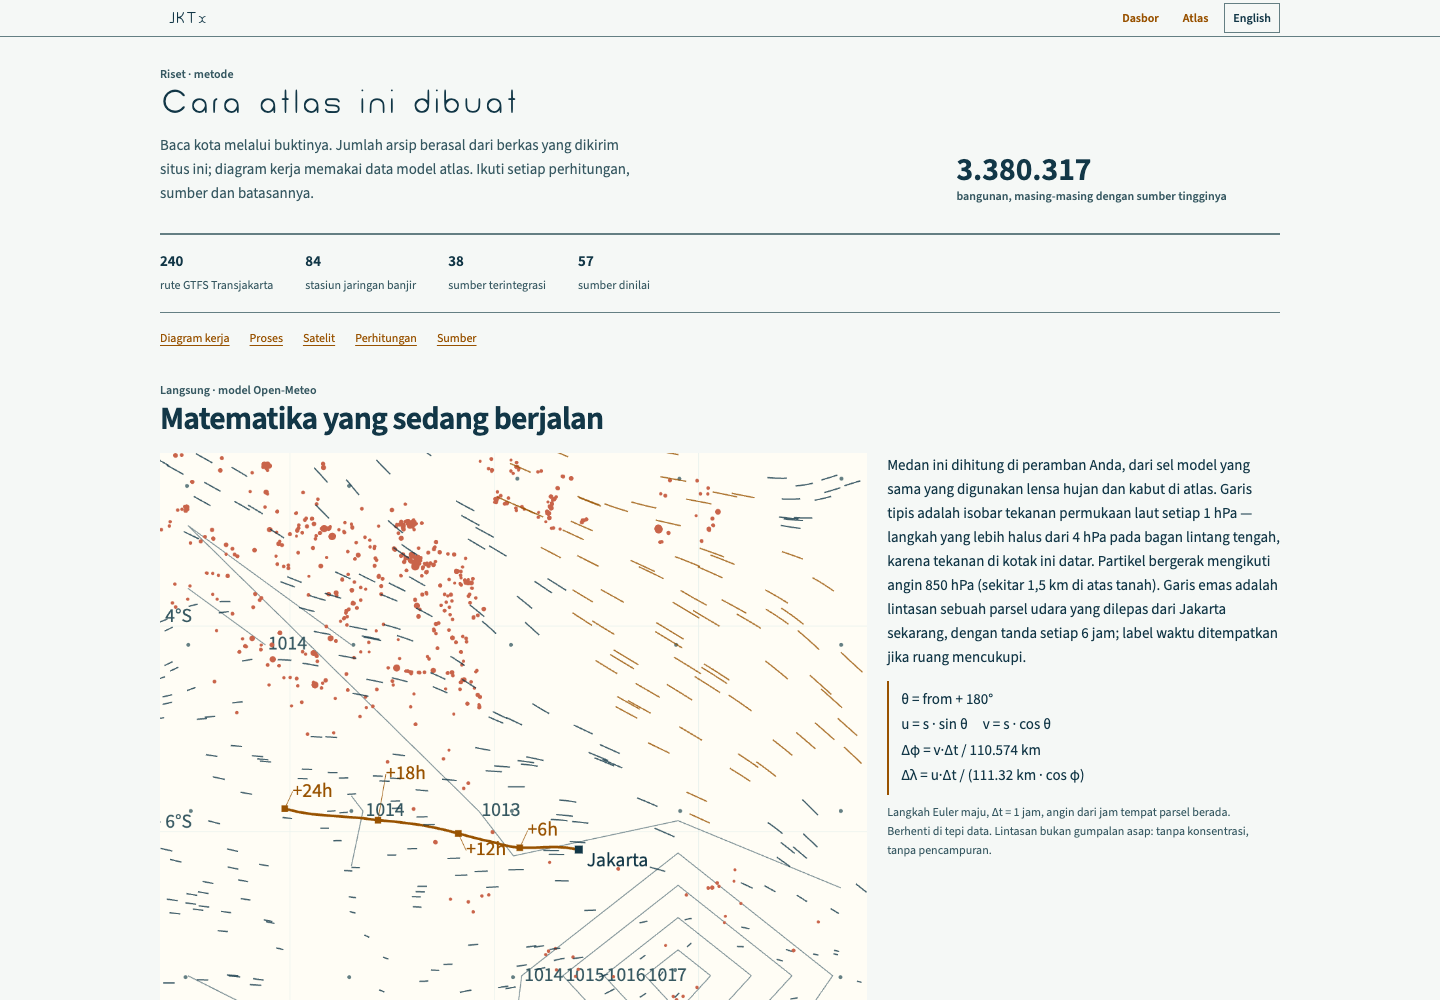 JKTx
Dasbor Atlas English
Riset · metode
Cara atlas ini dibuat
Baca kota melalui buktinya. Jumlah arsip berasal dari berkas yang dikirim
situs ini; diagram kerja memakai data model atlas. Ikuti setiap perhitungan,
sumber dan batasannya.
3.380.317
bangunan, masing-masing dengan sumber tingginya
240
rute GTFS Transjakarta
84
stasiun jaringan banjir
38
sumber terintegrasi
57
sumber dinilai
Diagram kerja Proses Satelit Perhitungan Sumber
Langsung · model Open-Meteo
Matematika yang sedang berjalan
4°S
1014
+18h
+24h
1014
1013
6°S
+6h
+12h
Jakarta
1014 1015 1016 1017
Medan ini dihitung di peramban Anda, dari sel model yang
sama yang digunakan lensa hujan dan kabut di atlas. Garis
tipis adalah isobar tekanan permukaan laut setiap 1 hPa —
langkah yang lebih halus dari 4 hPa pada bagan lintang tengah,
karena tekanan di kotak ini datar. Partikel bergerak mengikuti
angin 850 hPa (sekitar 1,5 km di atas tanah). Garis emas adalah
lintasan sebuah parsel udara yang dilepas dari Jakarta
sekarang, dengan tanda setiap 6 jam; label waktu ditempatkan
jika ruang mencukupi.
θ = from + 180°
u = s · sin θ v = s · cos θ
Δφ = v·Δt / 110.574 km
Δλ = u·Δt / (111.32 km · cos φ)
Langkah Euler maju, Δt = 1 jam, angin dari jam tempat parsel berada.
Berhenti di tepi data. Lintasan bukan gumpalan asap: tanpa konsentrasi,
tanpa pencampuran.